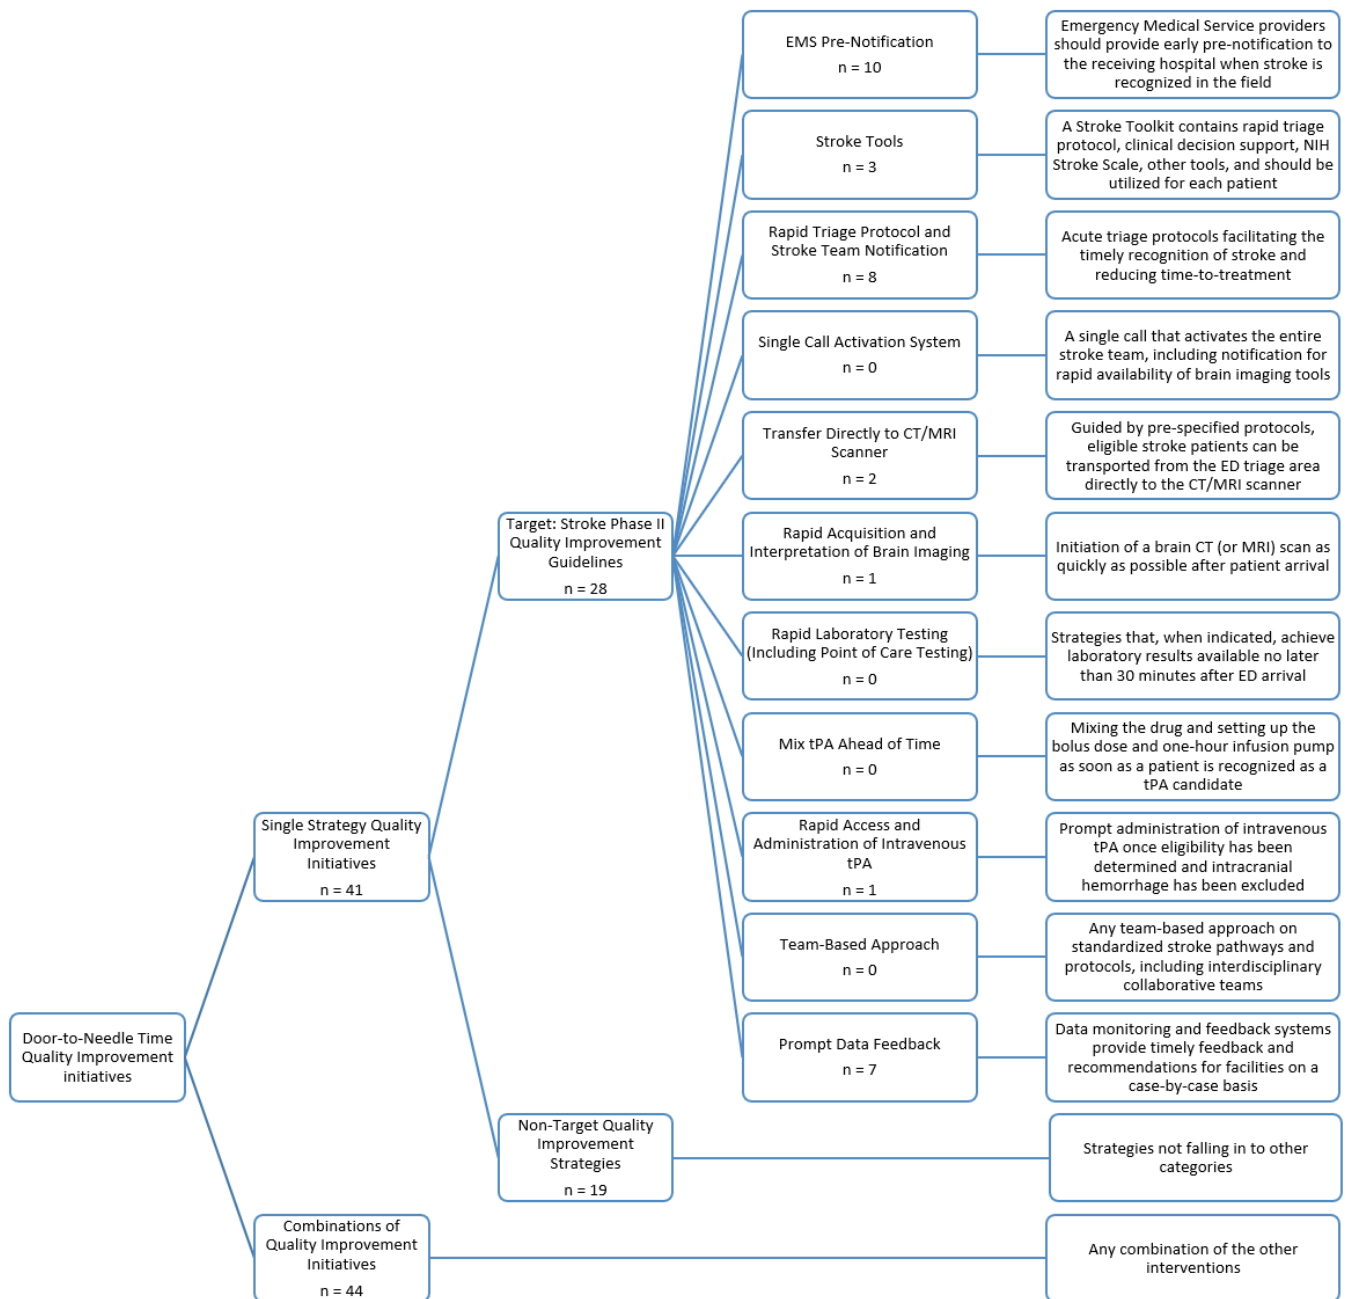 EMS Pre-Notification
n = 10
Emergency Medical Service providers
should provide early pre-notification to
the receiving hospital when stroke is
recognized in the field
Stroke Tools
n = 3
A Stroke Toolkit contains rapid triage
protocol, clinical decision support, NIH
Stroke Scale, other tools, and should be
utilized for each patient
Rapid Triage Protocol and
Stroke Team Notification
n = 8
Acute triage protocols facilitating the
timely recognition of stroke and
reducing time-to-treatment
Single Call Activation System
n = 0
A single call that activates the entire
stroke team, including notification for
rapid availability of brain imaging tools
Transfer Directly to CT/MRI
Scanner
n = 2
Guided by pre-specified protocols,
eligible stroke patients can be
transported from the ED triage area
directly to the CT/MRI scanner
Target: Stroke Phase II
Quality Improvement
Guidelines
n = 28
Rapid Acquisition and
Interpretation of Brain Imaging
n = 1
Initiation of a brain CT (or MRI) scan as
quickly as possible after patient arrival
Rapid Laboratory Testing
(Including Point of Care Testing)
n = 0
Strategies that, when indicated, achieve
laboratory results available no later
than 30 minutes after ED arrival
Mix tPA Ahead of Time
n = 0
Mixing the drug and setting up the
bolus dose and one-hour infusion pump
as soon as a patient is recognized as a
tPA candidate
Single Strategy Quality
Improvement
Initiatives
n = 41
Rapid Access and
Administration of Intravenous
tPA
n = 1
Prompt administration of intravenous
tPA once eligibility has been
determined and intracranial
hemorrhage has been excluded
Team-Based Approach
n = 0
Any team-based approach on
standardized stroke pathways and
protocols, including interdisciplinary
collaborative teams
Door-to-Needle Time
Quality Improvement
initiatives
Prompt Data Feedback
n = 7
Data monitoring and feedback systems
provide timely feedback and
recommendations for facilities on a
case-by-case basis
Non-Target Quality
Improvement
Strategies
n = 19
Strategies not falling in to other
categories
Combinations of
Quality Improvement
Initiatives
n = 44
Any combination of the other
interventions